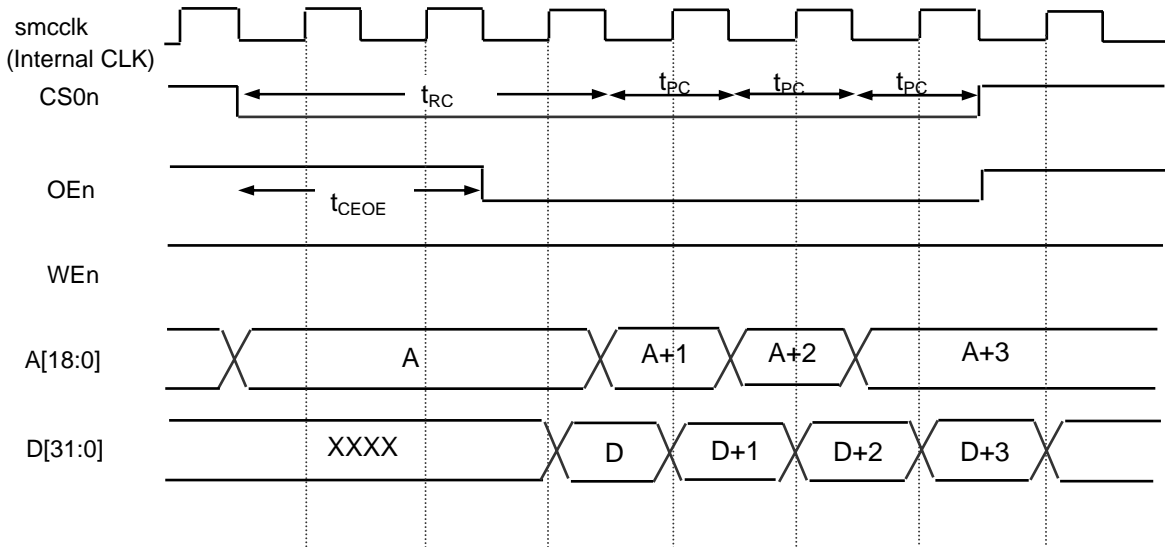 smcclk
(Internal CLK)
CS0n
tRC tPC tPC tPC
OEn
tCEOE
WEn
A[18:0] A A+1 A+2 A+3
D[31:0] XXXX D D+1 D+2 D+3